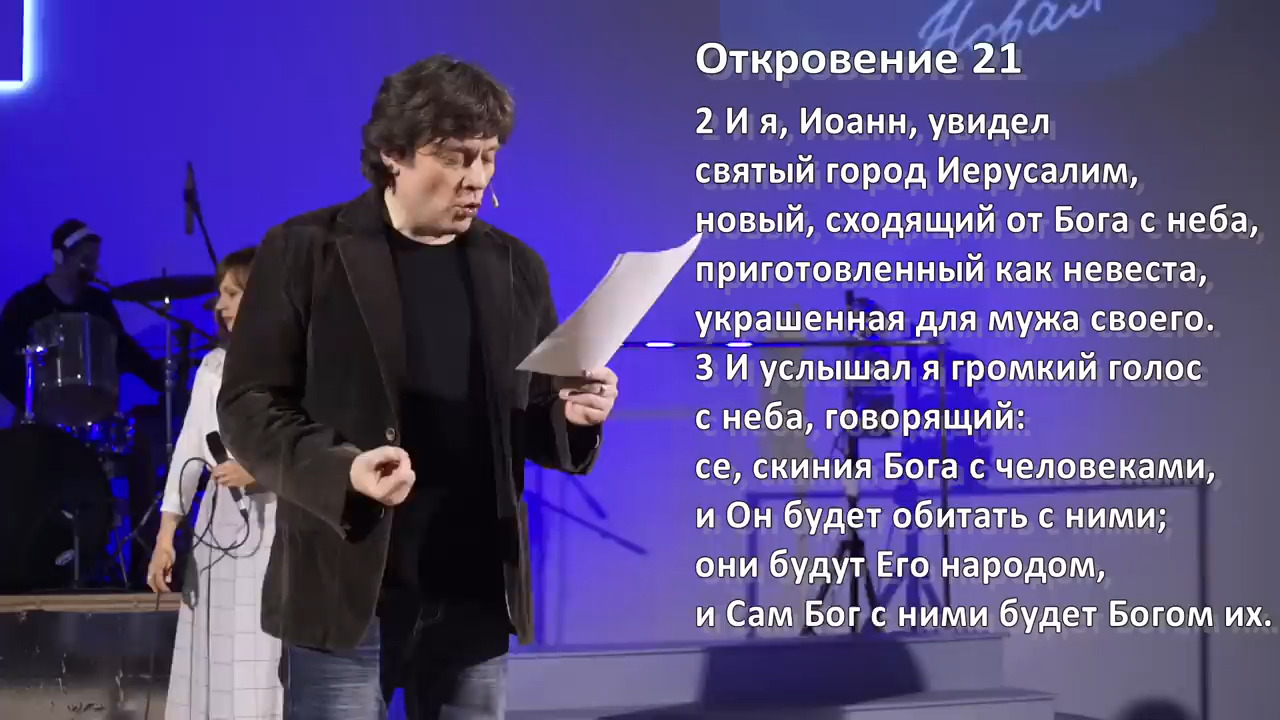 Новая
Откровение 21
2 И я, Иоанн, увидел
святый город Иерусалим,
новый, сходящий от Бога с неба,
приготовленный как невеста,
украшенная для мужа своего.
3 И услышал я громкий голос
с неба, говорящий:
се, скиния Бога с человеками,
и Он будет обитать с ними;
они будут Его народом,
и Сам Бог с ними будет Богом их.